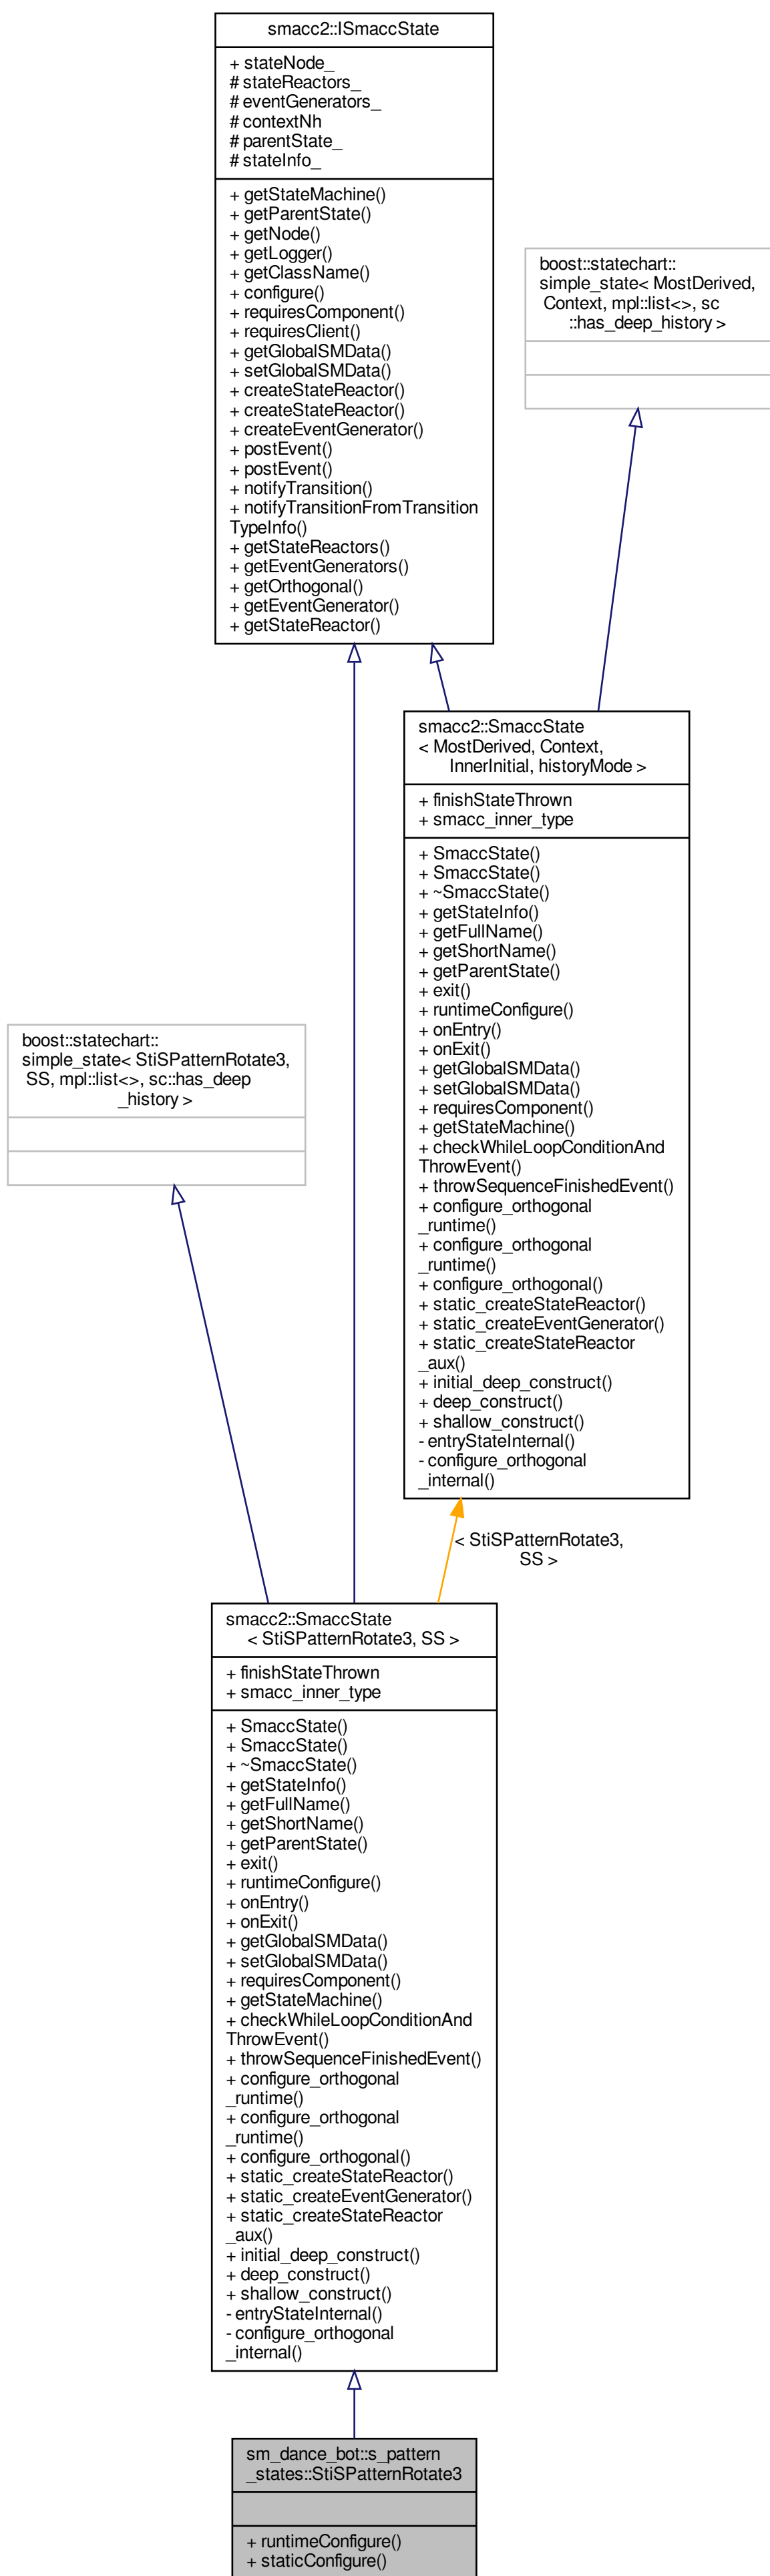 smacc2::ISmaccState
+ stateNode_
# stateReactors_
# eventGenerators_
# contextNh
# parentState_
# stateInfo_
+ getStateMachine()
+ getParentState()
+ getNode()
+ getLogger()
+ getClassName()
+ configure()
+ requiresComponent()
+ requiresClient()
+ getGlobalSMData()
+ setGlobalSMData()
+ createStateReactor()
+ createStateReactor()
+ createEventGenerator()
+ postEvent()
+ postEvent()
+ notifyTransition()
+ notifyTransitionFromTransition
TypeInfo()
+ getStateReactors()
+ getEventGenerators()
+ getOrthogonal()
+ getEventGenerator()
+ getStateReactor()
boost::statechart::
simple_state< MostDerived,
Context, mpl::list<>, sc
::has_deep_history >
smacc2::SmaccState
< MostDerived, Context,
InnerInitial, historyMode >
+ finishStateThrown
+ smacc_inner_type
+ SmaccState()
+ SmaccState()
+ ~SmaccState()
+ getStateInfo()
+ getFullName()
+ getShortName()
+ getParentState()
+ exit()
+ runtimeConfigure()
+ onEntry()
+ onExit()
+ getGlobalSMData()
+ setGlobalSMData()
+ requiresComponent()
+ getStateMachine()
+ checkWhileLoopConditionAnd
ThrowEvent()
+ throwSequenceFinishedEvent()
+ configure_orthogonal
_runtime()
+ configure_orthogonal
_runtime()
+ configure_orthogonal()
+ static_createStateReactor()
+ static_createEventGenerator()
+ static_createStateReactor
_aux()
+ initial_deep_construct()
+ deep_construct()
+ shallow_construct()
- entryStateInternal()
- configure_orthogonal
_internal()
boost::statechart::
simple_state< StiSPatternRotate3,
SS, mpl::list<>, sc::has_deep
_history >
< StiSPatternRotate3,
SS >
smacc2::SmaccState
< StiSPatternRotate3, SS >
+ finishStateThrown
+ smacc_inner_type
+ SmaccState()
+ SmaccState()
+ ~SmaccState()
+ getStateInfo()
+ getFullName()
+ getShortName()
+ getParentState()
+ exit()
+ runtimeConfigure()
+ onEntry()
+ onExit()
+ getGlobalSMData()
+ setGlobalSMData()
+ requiresComponent()
+ getStateMachine()
+ checkWhileLoopConditionAnd
ThrowEvent()
+ throwSequenceFinishedEvent()
+ configure_orthogonal
_runtime()
+ configure_orthogonal
_runtime()
+ configure_orthogonal()
+ static_createStateReactor()
+ static_createEventGenerator()
+ static_createStateReactor
_aux()
+ initial_deep_construct()
+ deep_construct()
+ shallow_construct()
- entryStateInternal()
- configure_orthogonal
_internal()
sm_dance_bot::s_pattern
_states::StiSPatternRotate3
+ runtimeConfigure()
+ staticConfigure()